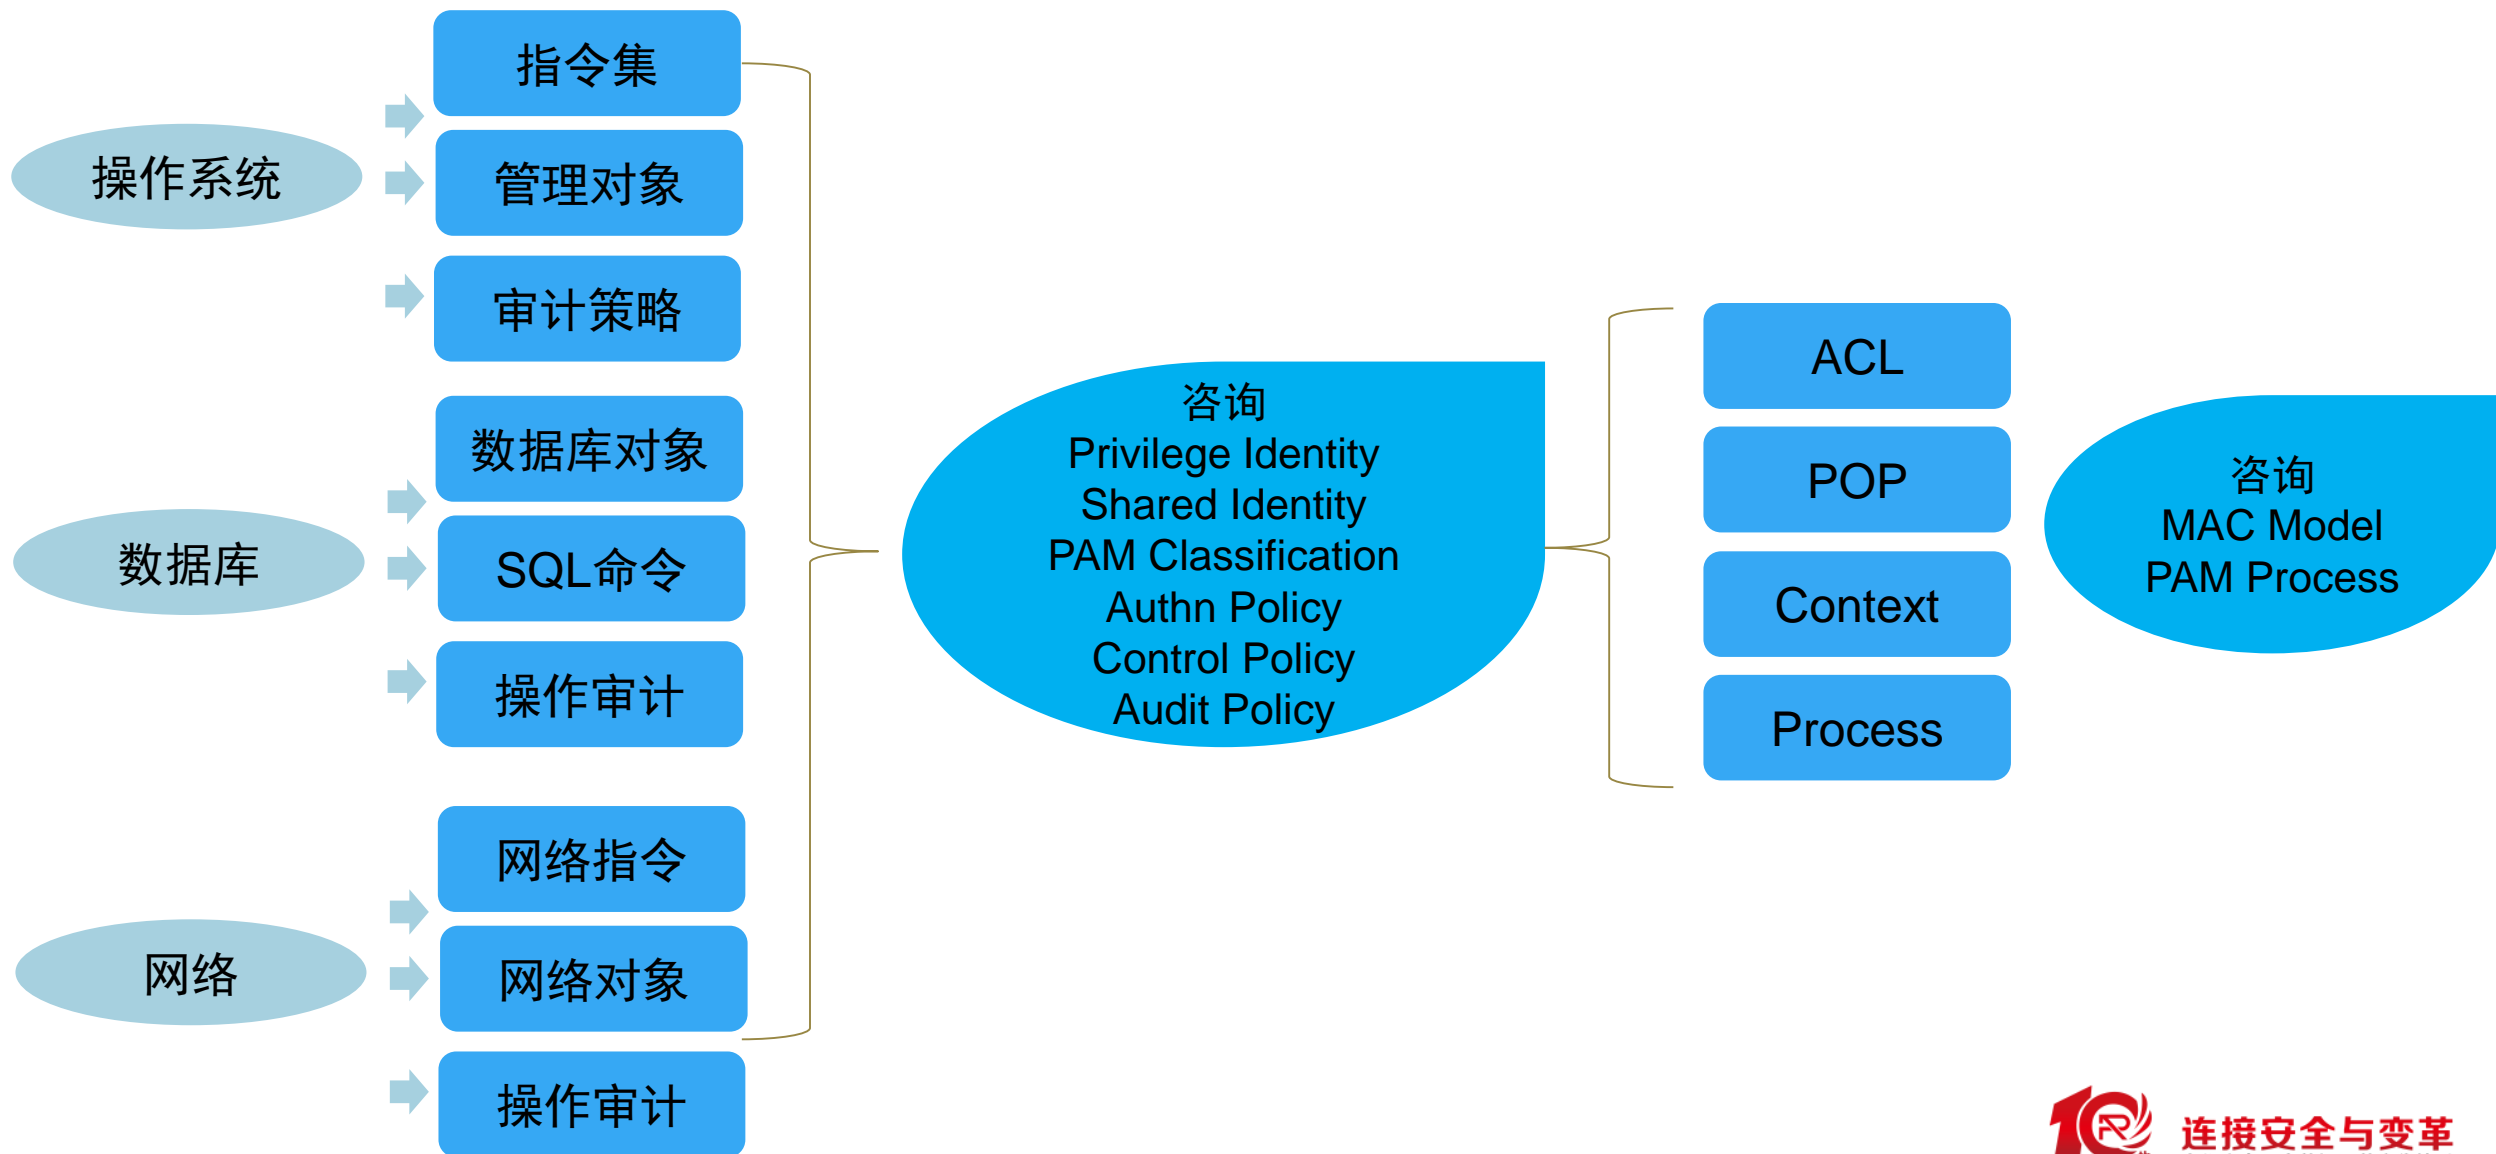 操作系统
指令集
管理对象
审计策略
数据库
数据库对象
SQL命令
操作审计
网络
网络指令
网络对象
操作审计
咨询
Privilege Identity
Shared Identity
PAM Classification
Authn Policy
Control Policy
Audit Policy
ACL
POP
Context
Process
咨询
MAC Model
PAM Process
连接安全与变革